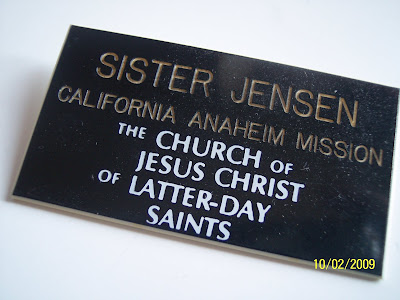 SISTER JENSEN
CALIFORNIA ANAHEIM MISSION
THE CHURCH OF
JESUS CHRIST
OF LATTER-DAY
SAINTS
10/02/2009